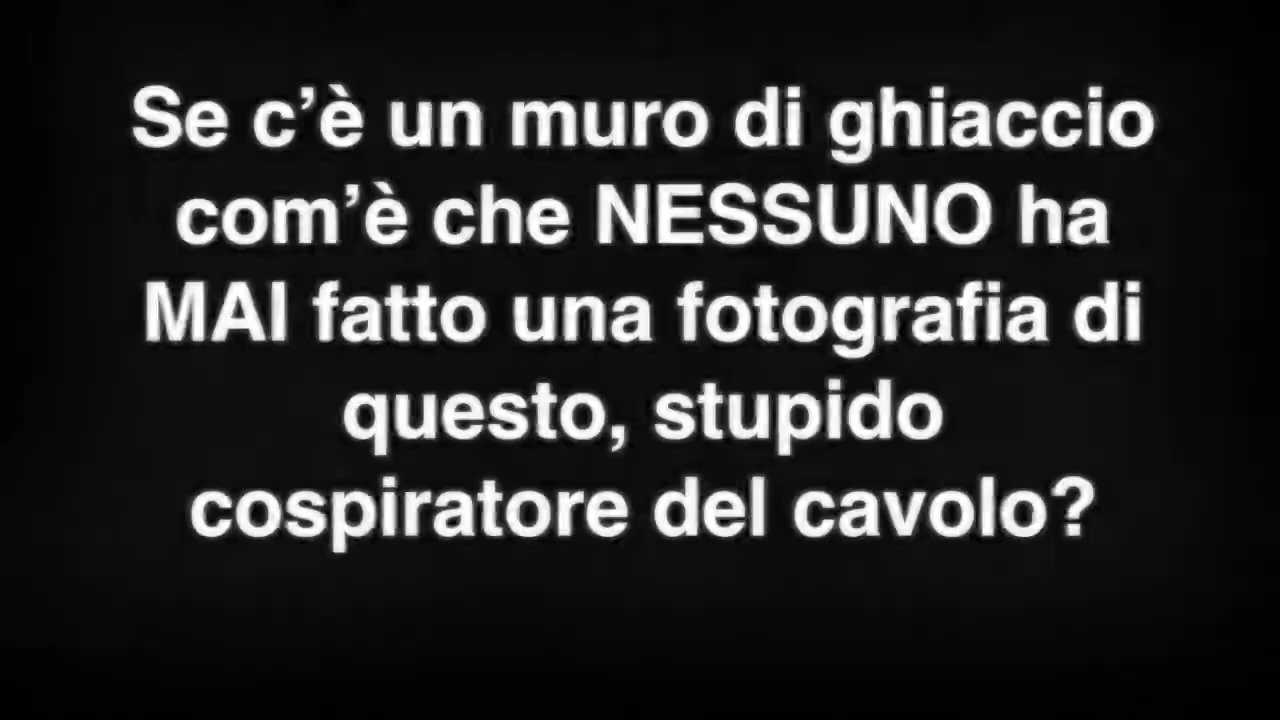 Se c’è un muro di ghiaccio
com’è che NESSUNO ha
MAI fatto una fotografia di
questo, stupido
cospiratore del cavolo?